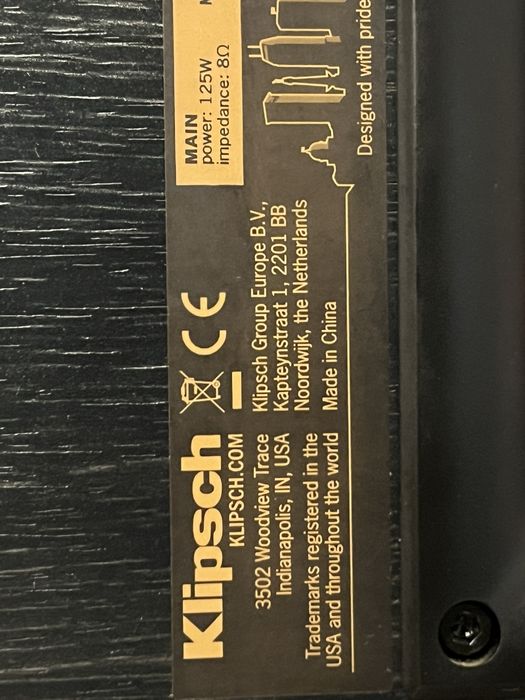 Klipsch
KLIPSCH.COM
3502 Woodview Trace
Indianapolis, IN, USA
Trademarks registered in the
USA and throughout the world
CE
Klipsch Group Europe B.V.,
Kapteynstraat 1, 2201 BB
Noordwijk, the Netherlands
Made in China
MAIN
power: 125W
impedance: 8Ω
Designed with pride